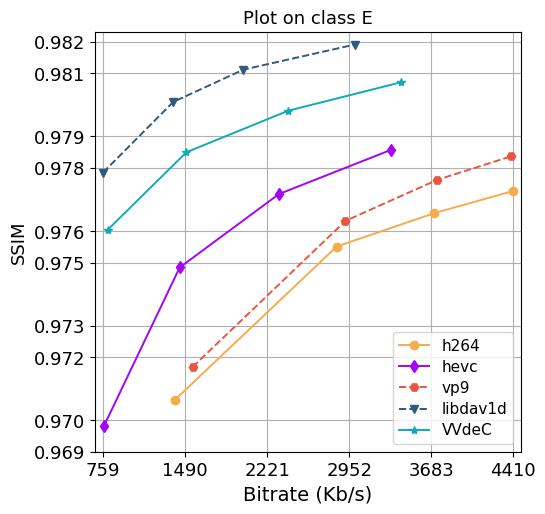 Plot on class E
SSIM
0.982
0.981
0.979
0.978
0.976
0.975
0.973
0.972
0.970
0.969
h264
hevc
vp9
libdav1d
VVdeC
759 1490 2221 2952 3683 4410
Bitrate (Kb/s)